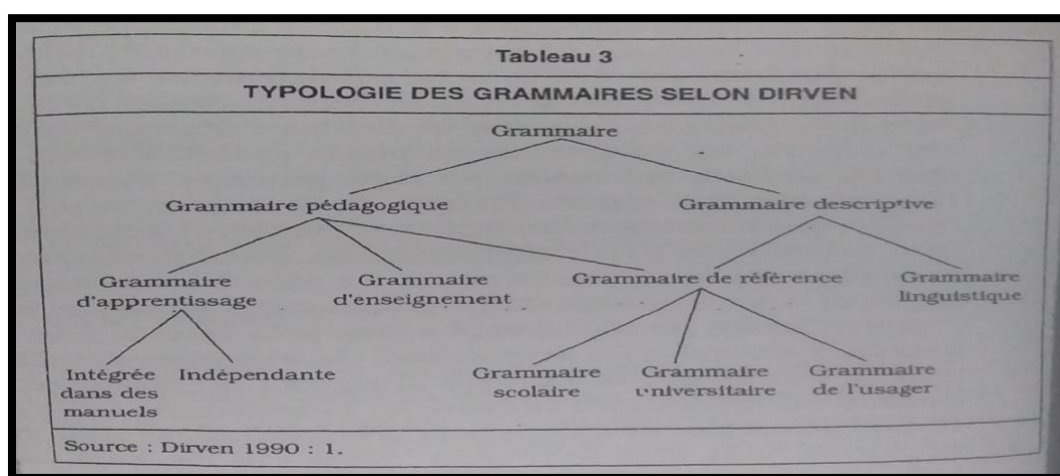 Tableau 3
TYPOLOGIE DES GRAMMAIRES SELON DIRVEN
Grammaire
Grammaire pédagogique
Grammaire descriptive
Grammaire
d'apprentissage
Grammaire
d'enseignement
Grammaire de référence
Grammaire
linguistique
Intégrée
dans des
manuels
Indépendante
Grammaire
scolaire
Grammaire
universitaire
Grammaire
de l'usager
Source : Dirven 1990 : 1.